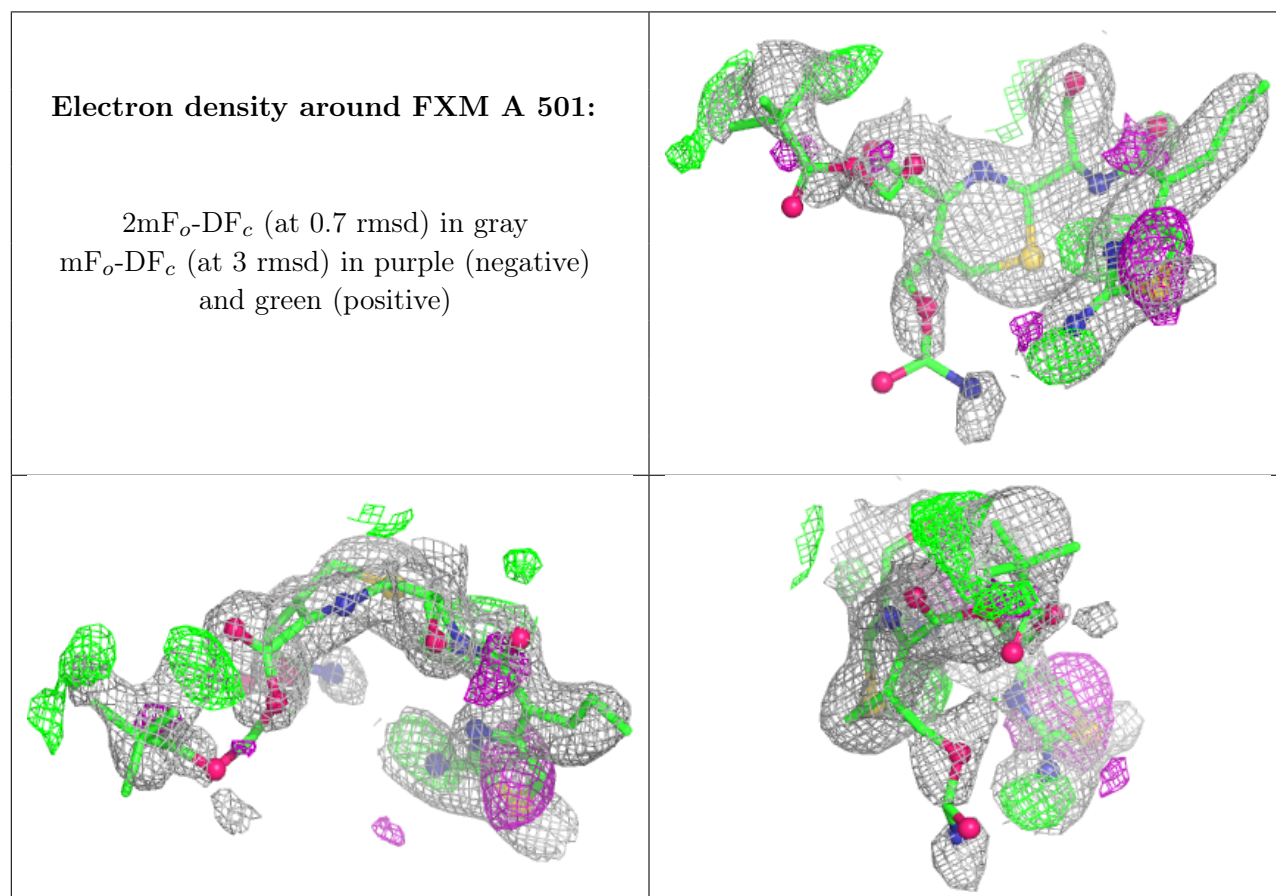 Electron density around FXM A 501:
2mFₒ-DF𝒸 (at 0.7 rmsd) in gray
mFₒ-DF𝒸 (at 3 rmsd) in purple (negative)
and green (positive)